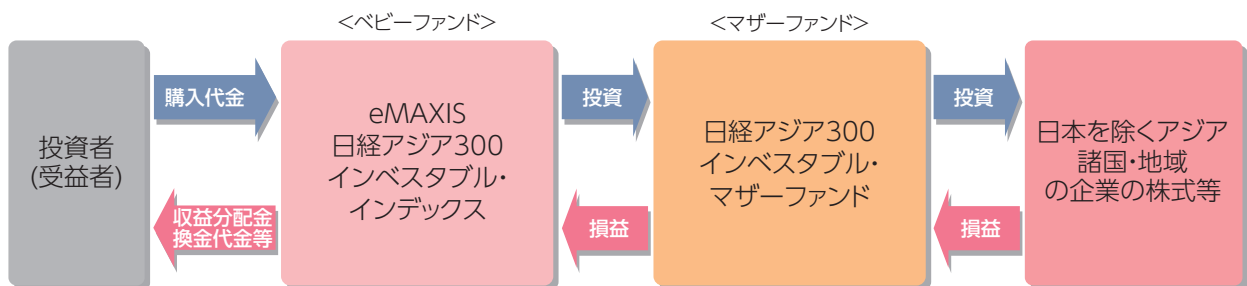 <ベビーファンド>
<マザーファンド>
投資者
(受益者)
購入代金
収益分配金
換金代金等
eMAXIS
日経アジア300
インベスタブル・
インデックス
投資
損益
日経アジア300
インベスタブル・
マザーファンド
投資
損益
日本を除くアジア
諸国・地域
の企業の株式等